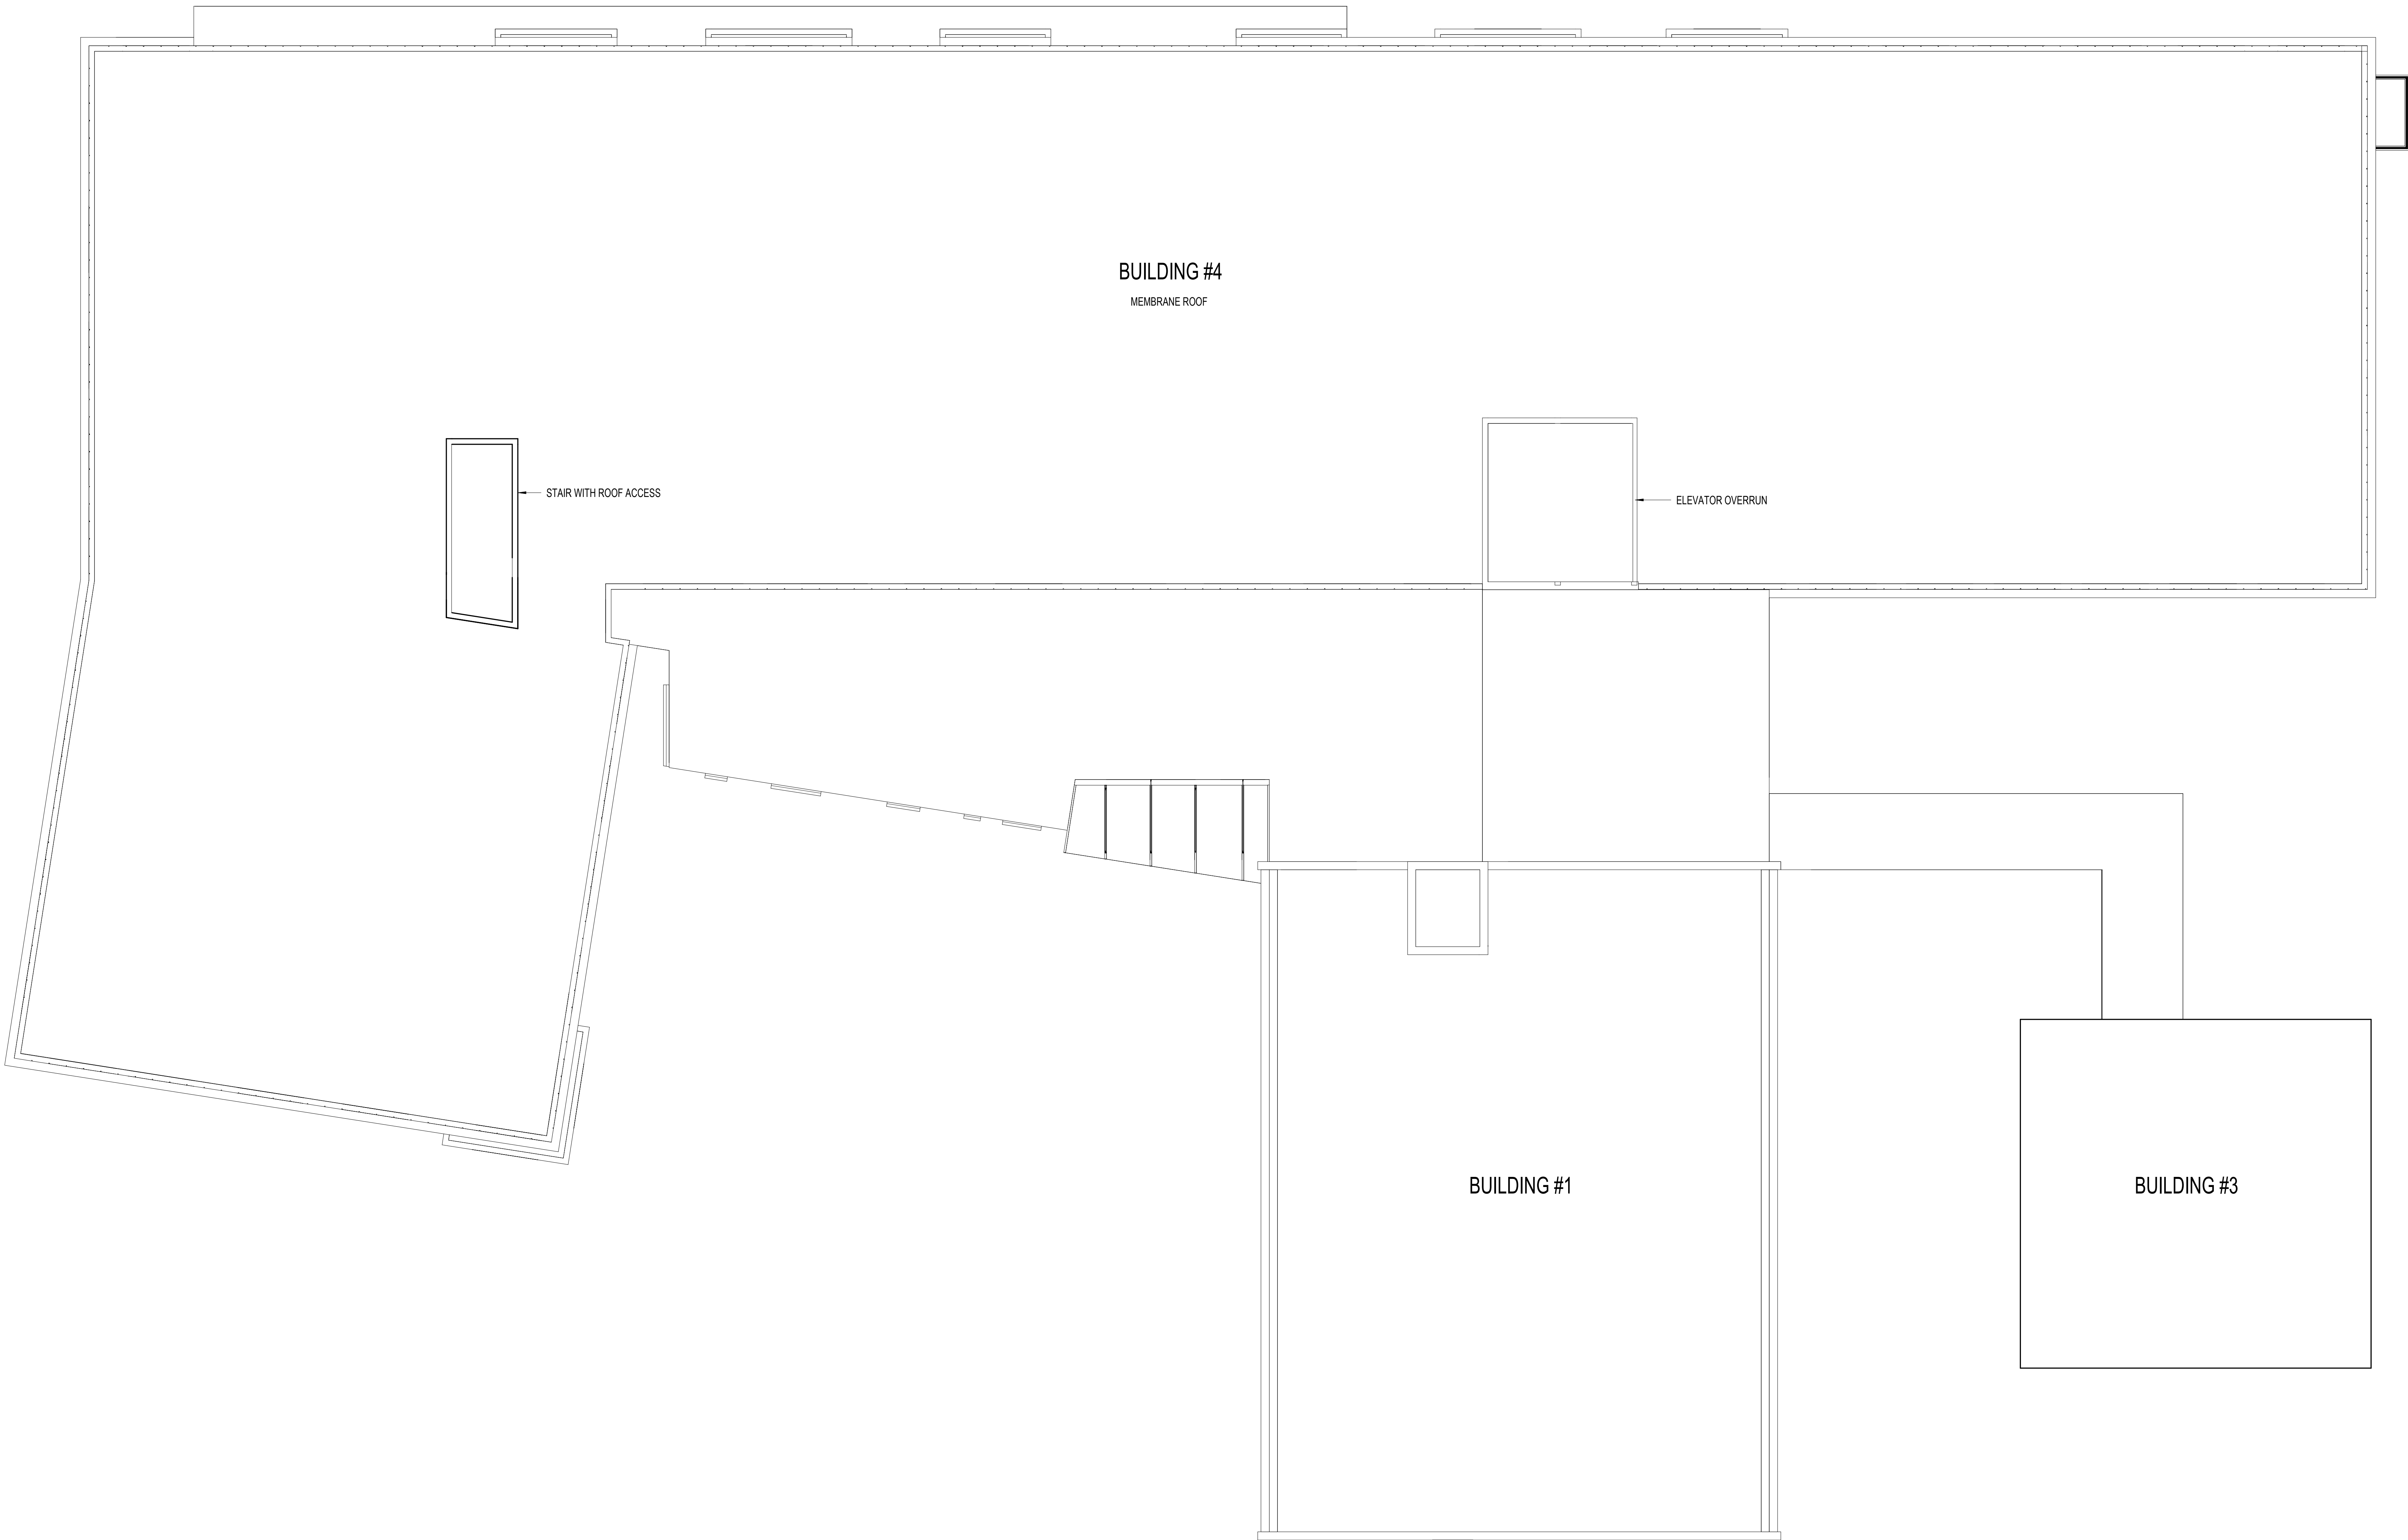 BUILDING #4
MEMBRANE ROOF
STAIR WITH ROOF ACCESS
ELEVATOR OVERRUN
BUILDING #1
BUILDING #3